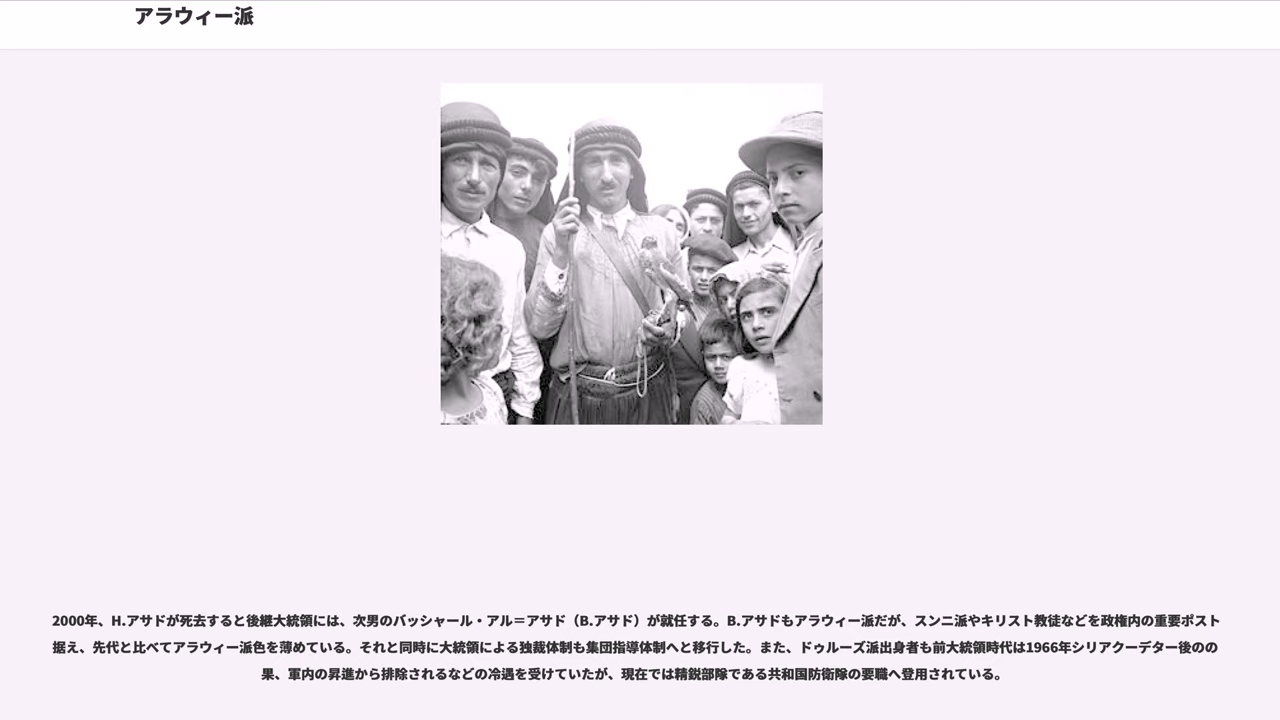 アラウィー派
2000年、H.アサドが死去すると後継大統領には、次男のバッシャール・アル＝アサド（B.アサド）が就任する。B.アサドもアラウィー派だが、スンニ派やキリスト教徒などを政権内の重要ポスト
据え、先代と比べてアラウィー派色を薄めている。それと同時に大統領による独裁体制も集団指導体制へと移行した。また、ドゥルーズ派出身者も前大統領時代は1966年シリアクーデター後のの
果、軍内の昇進から排除されるなどの冷遇を受けていたが、現在では精鋭部隊である共和国防衛隊の要職へ登用されている。